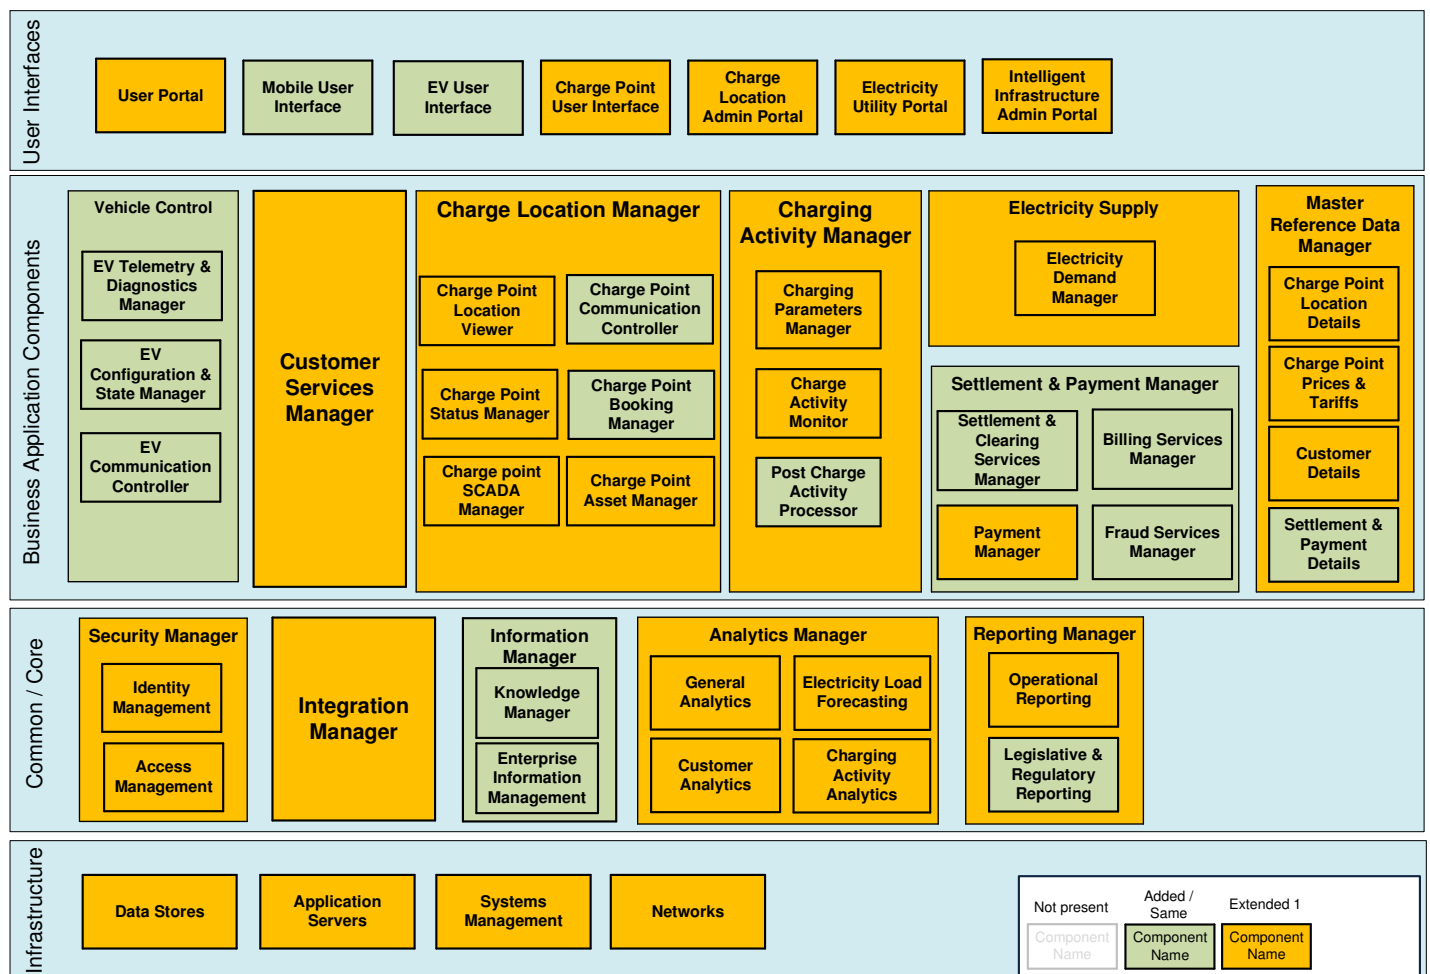 User Interfaces
User Portal
Mobile User
Interface
EV User
Interface
Charge Point
User Interface
Charge
Location
Admin Portal
Electricity
Utility Portal
Intelligent
Infrastructure
Admin Portal
Business Application Components
Vehicle Control
EV Telemetry &
Diagnostics
Manager
EV
Configuration &
State Manager
EV
Communication
Controller
Customer
Services
Manager
Charge Location Manager
Charge Point
Location
Viewer
Charge Point
Communication
Controller
Charge Point
Status Manager
Charge Point
Booking
Manager
Charge point
SCADA
Manager
Charge Point
Asset Manager
Charging
Activity Manager
Charging
Parameters
Manager
Charge
Activity
Monitor
Post Charge
Activity
Processor
Electricity Supply
Electricity
Demand
Manager
Settlement & Payment Manager
Settlement &
Clearing
Services
Manager
Billing Services
Manager
Payment
Manager
Fraud Services
Manager
Master
Reference Data
Manager
Charge Point
Location
Details
Charge Point
Prices &
Tariffs
Customer
Details
Settlement &
Payment
Details
Common / Core
Security Manager
Identity
Management
Access
Management
Integration
Manager
Information
Manager
Knowledge
Manager
Enterprise
Information
Management
Analytics Manager
General
Analytics
Electricity Load
Forecasting
Customer
Analytics
Charging
Activity
Analytics
Reporting Manager
Operational
Reporting
Legislative &
Regulatory
Reporting
Infrastructure
Data Stores
Application
Servers
Systems
Management
Networks
Not present
Component
Name
Added /
Same
Component
Name
Extended 1
Component
Name